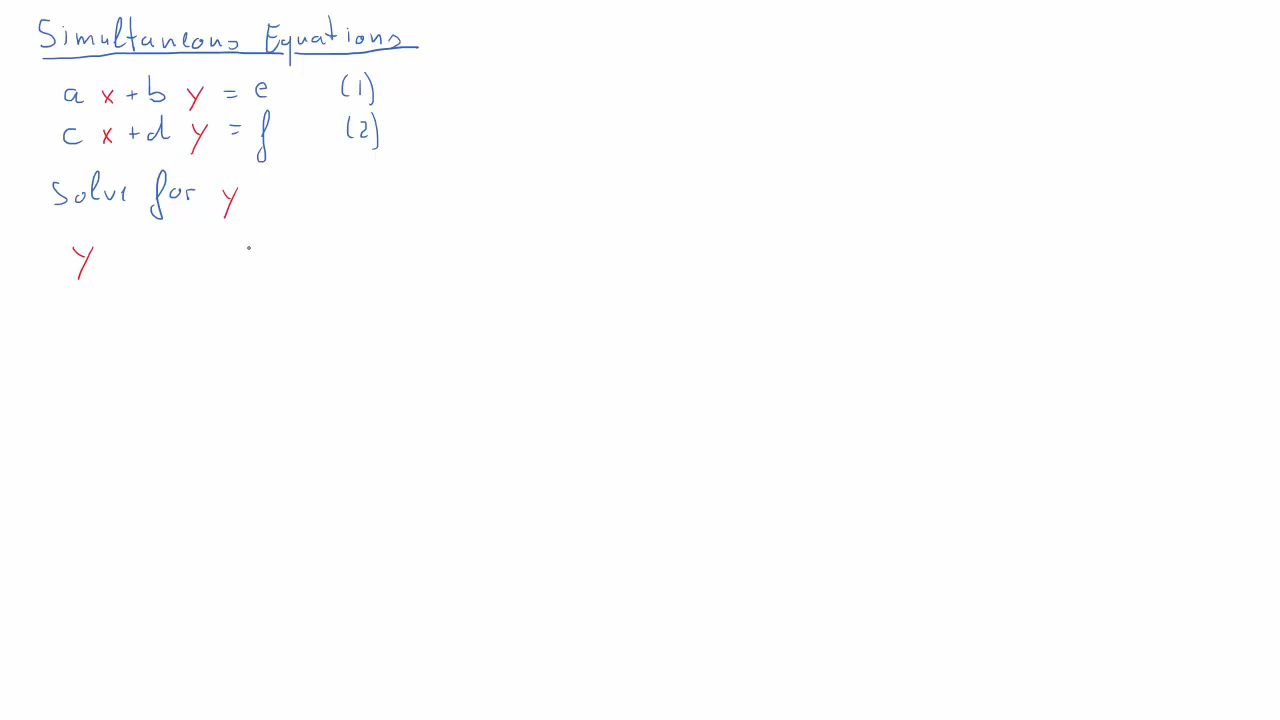 Simultaneous Equations
a x + b y = e (1)
c x + d y = f (2)
Solve for y
y